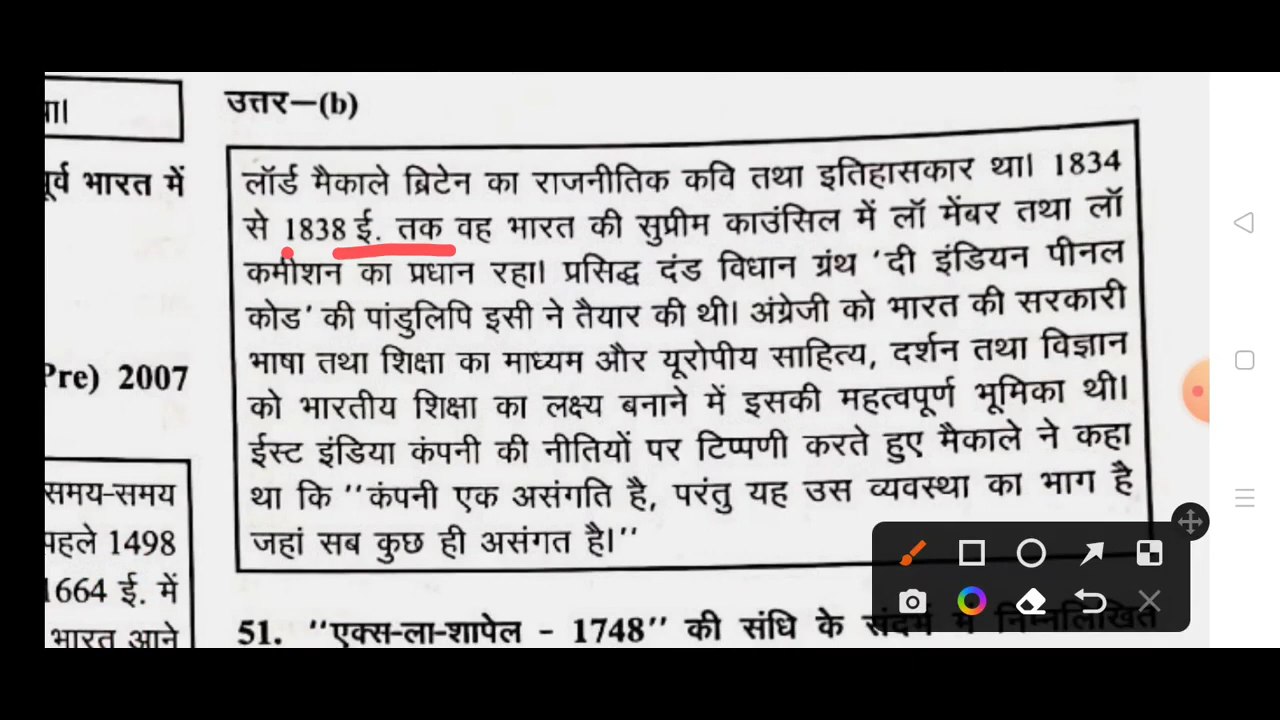 ा।
उत्तर–(b)
र्व भारत में
लॉर्ड मैकाले ब्रिटेन का राजनीतिक कवि तथा इतिहासकार था। 1834
से 1838 ई. तक वह भारत की सुप्रीम काउंसिल में लॉ मेंबर तथा लॉ
कमीशन का प्रधान रहा। प्रसिद्ध दंड विधान ग्रंथ 'दी इंडियन पीनल
कोड' की पांडुलिपि इसी ने तैयार की थी। अंग्रेजी को भारत की सरकारी
भाषा तथा शिक्षा का माध्यम और यूरोपीय साहित्य, दर्शन तथा विज्ञान
को भारतीय शिक्षा का लक्ष्य बनाने में इसकी महत्वपूर्ण भूमिका थी।
ईस्ट इंडिया कंपनी की नीतियों पर टिप्पणी करते हुए मैकाले ने कहा
था कि ''कंपनी एक असंगति है, परंतु यह उस व्यवस्था का भाग है
जहां सब कुछ ही असंगत है।''
Pre) 2007
समय-समय
पहले 1498
1664 ई. में
भारत आने
51. ''एक्स-ला-शापेल - 1748'' की संधि के संदर्भ में निम्नलिखित